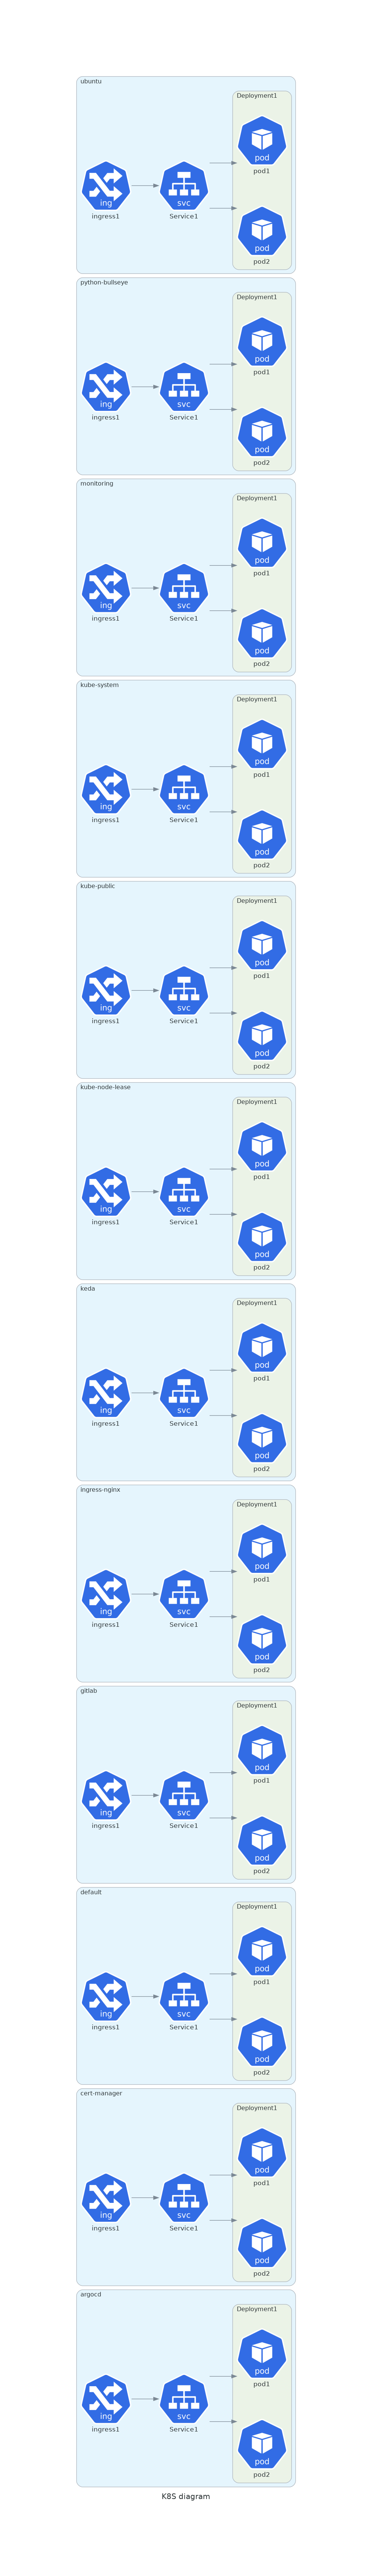 ubuntu
Deployment1
pod
pod1
ing
ingress1
svc
Service1
pod
pod2
python-bullseye
Deployment1
pod
pod1
ing
ingress1
svc
Service1
pod
pod2
monitoring
Deployment1
pod
pod1
ing
ingress1
svc
Service1
pod
pod2
kube-system
Deployment1
pod
pod1
ing
ingress1
svc
Service1
pod
pod2
kube-public
Deployment1
pod
pod1
ing
ingress1
svc
Service1
pod
pod2
kube-node-lease
Deployment1
pod
pod1
ing
ingress1
svc
Service1
pod
pod2
keda
Deployment1
pod
pod1
ing
ingress1
svc
Service1
pod
pod2
ingress-nginx
Deployment1
pod
pod1
ing
ingress1
svc
Service1
pod
pod2
gitlab
Deployment1
pod
pod1
ing
ingress1
svc
Service1
pod
pod2
default
Deployment1
pod
pod1
ing
ingress1
svc
Service1
pod
pod2
cert-manager
Deployment1
pod
pod1
ing
ingress1
svc
Service1
pod
pod2
argocd
Deployment1
pod
pod1
ing
ingress1
svc
Service1
pod
pod2
K8S diagram